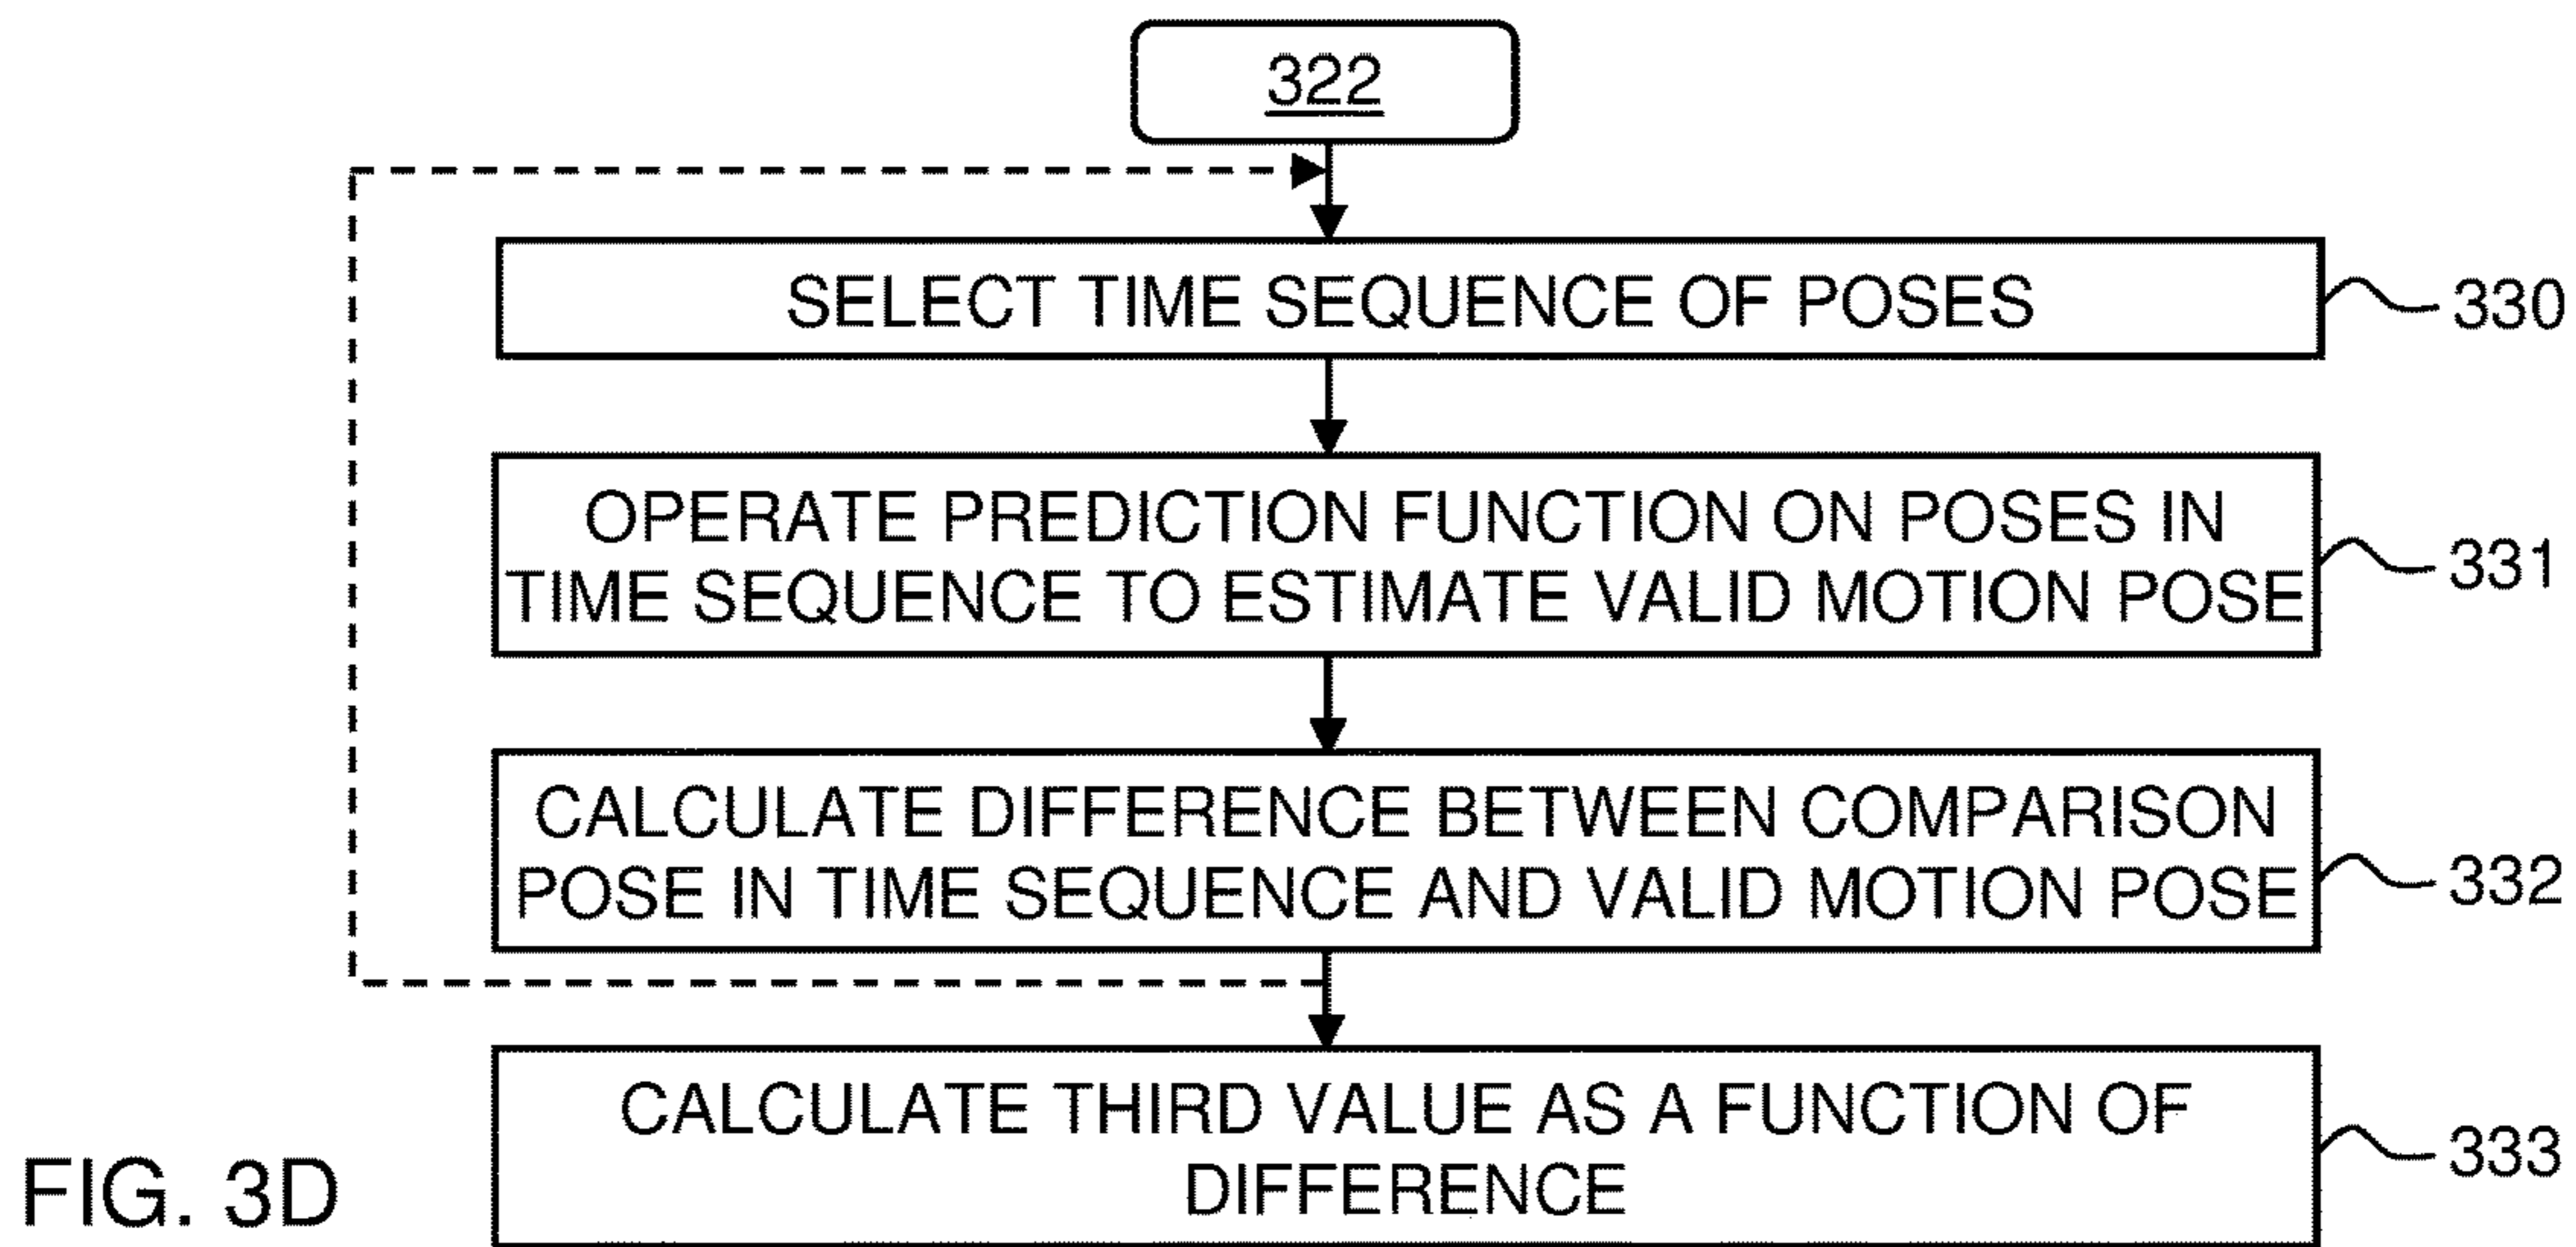 322
SELECT TIME SEQUENCE OF POSES
330
OPERATE PREDICTION FUNCTION ON POSES IN
TIME SEQUENCE TO ESTIMATE VALID MOTION POSE
331
CALCULATE DIFFERENCE BETWEEN COMPARISON
POSE IN TIME SEQUENCE AND VALID MOTION POSE
332
CALCULATE THIRD VALUE AS A FUNCTION OF
DIFFERENCE
333
FIG. 3D